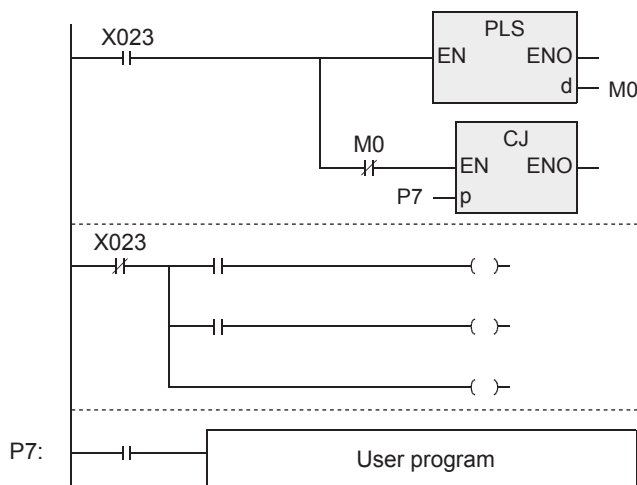 X023
PLS
EN ENO
d M0
M0
CJ
EN ENO
P7 p
X023
P7:
User program